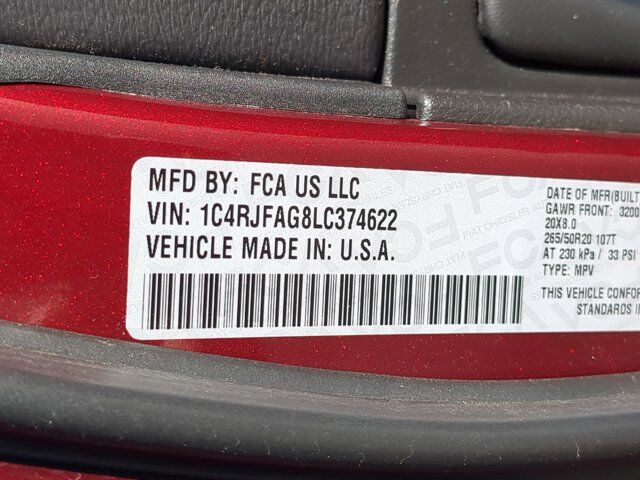 MFD BY: FCA US LLC
VIN: 1C4RJFAG8LC374622
VEHICLE MADE IN: U.S.A.
DATE OF MFR(BUILT
GAWR FRONT: 3200
20X8.0
265/50R20 107T
AT 230 kPa / 33 PSI
TYPE: MPV
THIS VEHICLE CONFOR
STANDARDS I